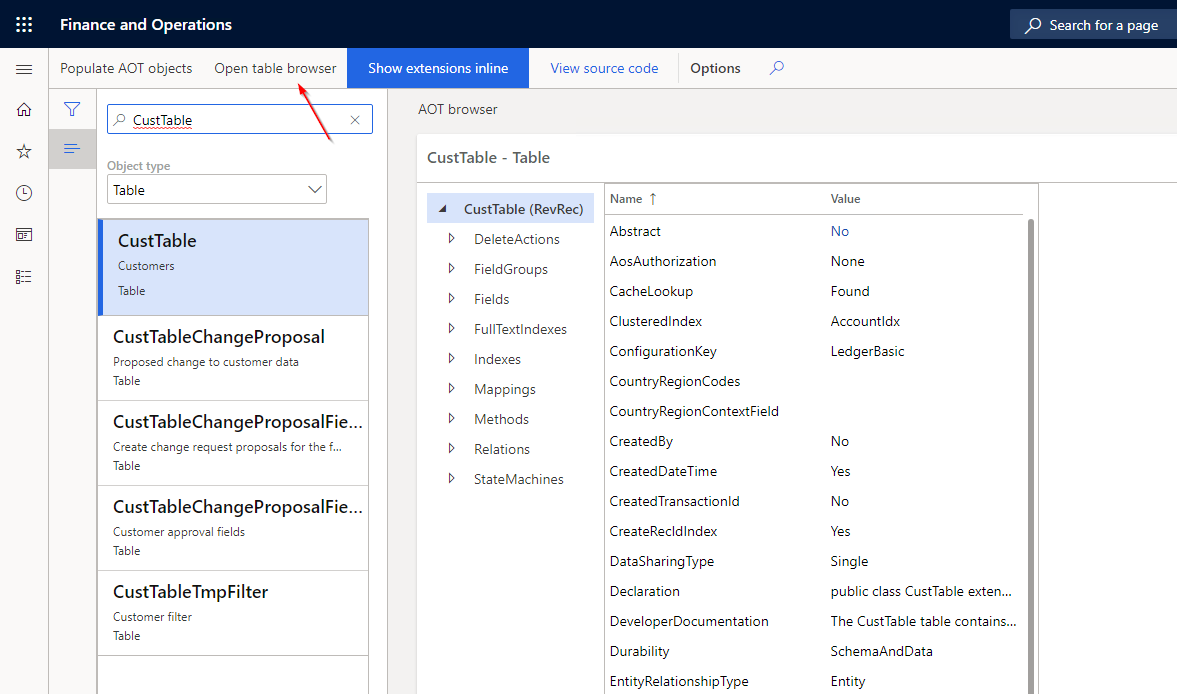 Finance and Operations
Search for a page
Populate AOT objects
Open table browser
Show extensions inline
View source code
Options
CustTable
Object type
Table
CustTable
Customers
Table
CustTableChangeProposal
Proposed change to customer data
Table
CustTableChangeProposalFie...
Create change request proposals for the f...
Table
CustTableChangeProposalFie...
Customer approval fields
Table
CustTableTmpFilter
Customer filter
Table
AOT browser
CustTable - Table
CustTable (RevRec)
DeleteActions
FieldGroups
Fields
FullTextIndexes
Indexes
Mappings
Methods
Relations
StateMachines
Name ↑ Value
Abstract No
AosAuthorization None
CacheLookup Found
ClusteredIndex AccountIdx
ConfigurationKey LedgerBasic
CountryRegionCodes
CountryRegionContextField
CreatedBy No
CreatedDateTime Yes
CreatedTransactionId No
CreateRecIdIndex Yes
DataSharingType Single
Declaration public class CustTable exten...
DeveloperDocumentation The CustTable table contains...
Durability SchemaAndData
EntityRelationshipType Entity